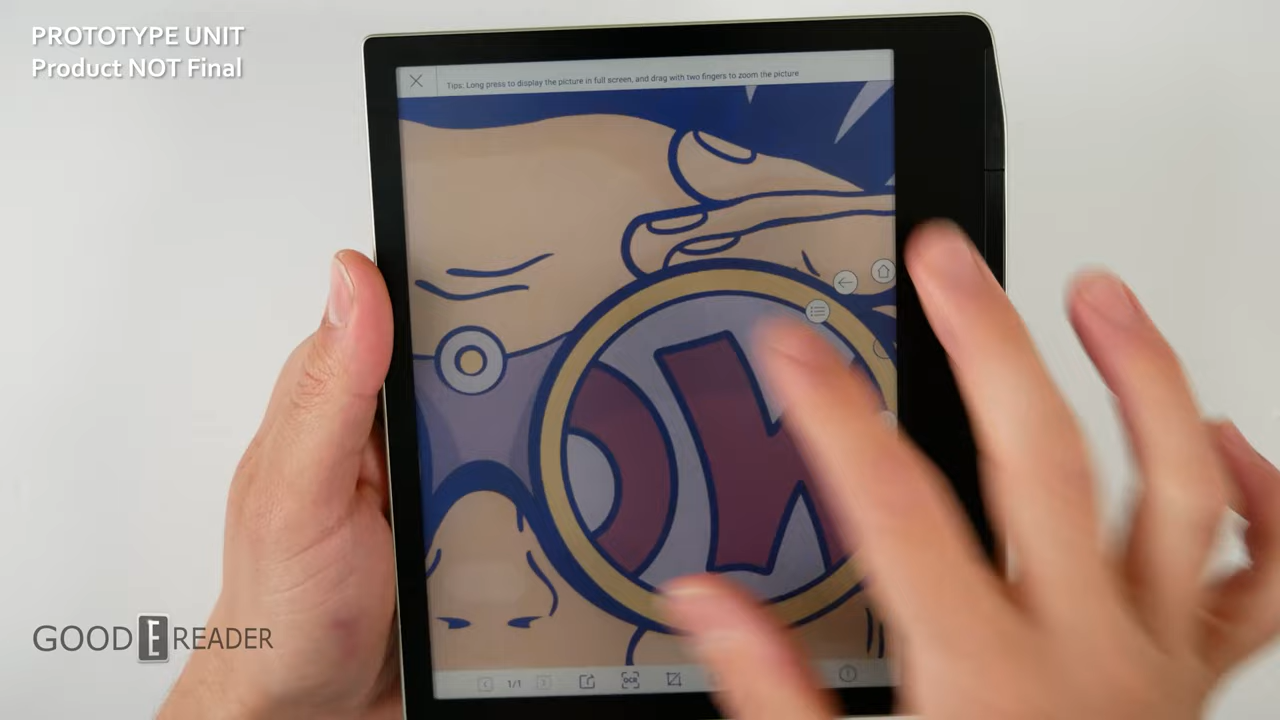 PROTOTYPE UNIT
Product NOT Final
Tips: Long press to display the picture in full screen, and drag with two fingers to zoom the picture
OW
1/1
OCR
GOOD E READER